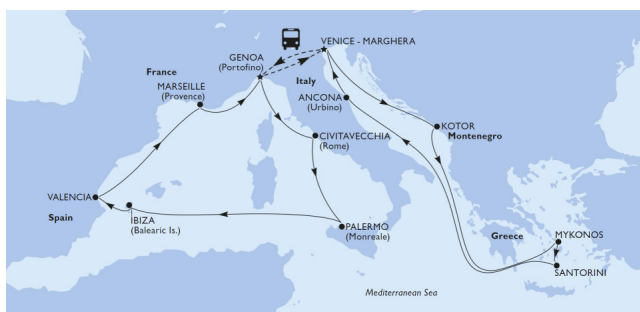 VENICE - MARGHERA
GENOA
(Portofino)
France
Italy
MARSEILLE
(Provence)
ANCONA
(Urbino)
KOTOR
Montenegro
CIVITAVECCHIA
(Rome)
VALENCIA
Spain
IBIZA
(Balearic Is.)
PALERMO
(Monreale)
Greece
MYKONOS
SANTORINI
Mediterranean Sea